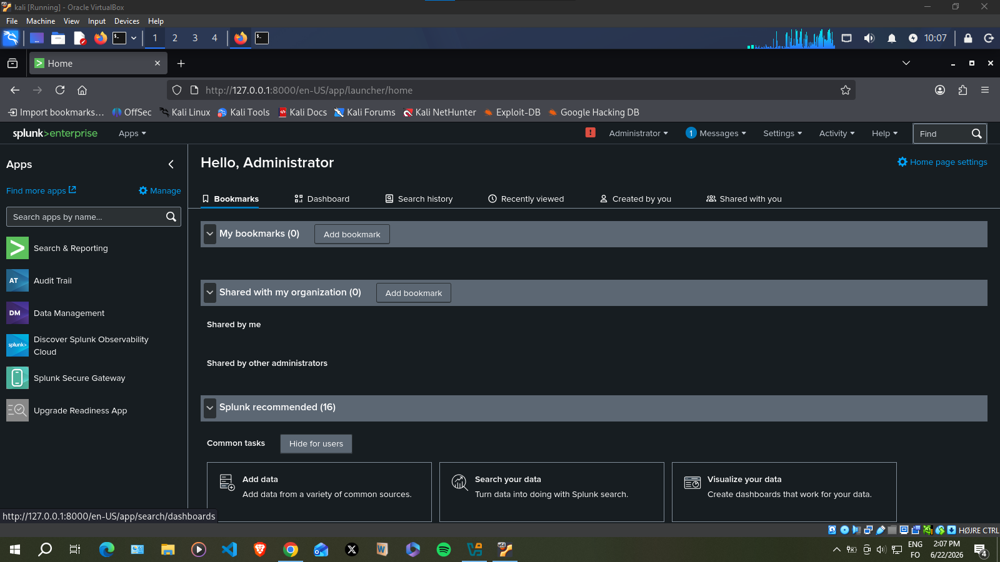 kali [Running] - Oracle VirtualBox
File Machine View Input Devices Help
1 2 3 4 10:07
Home
http://127.0.0.1:8000/en-US/app/launcher/home
Import bookmarks... OffSec Kali Linux Kali Tools Kali Docs Kali Forums Kali NetHunter Exploit-DB Google Hacking DB
splunk>enterprise Apps ! Administrator 1 Messages Settings Activity Help Find
Apps
Hello, Administrator
Home page settings
Find more apps Manage
Bookmarks Dashboard Search history Recently viewed Created by you Shared with you
Search apps by name...
My bookmarks (0) Add bookmark
Search & Reporting
AT Audit Trail
Shared with my organization (0) Add bookmark
DM Data Management
Shared by me
splunk> Discover Splunk Observability
Cloud
Shared by other administrators
Splunk Secure Gateway
Splunk recommended (16)
Upgrade Readiness App
Common tasks Hide for users
Add data
Add data from a variety of common sources.
Search your data
Turn data into doing with Splunk search.
Visualize your data
Create dashboards that work for your data.
http://127.0.0.1:8000/en-US/app/search/dashboards
HØJRE CTRL
ENG
FO
2:07 PM
6/22/2026
4